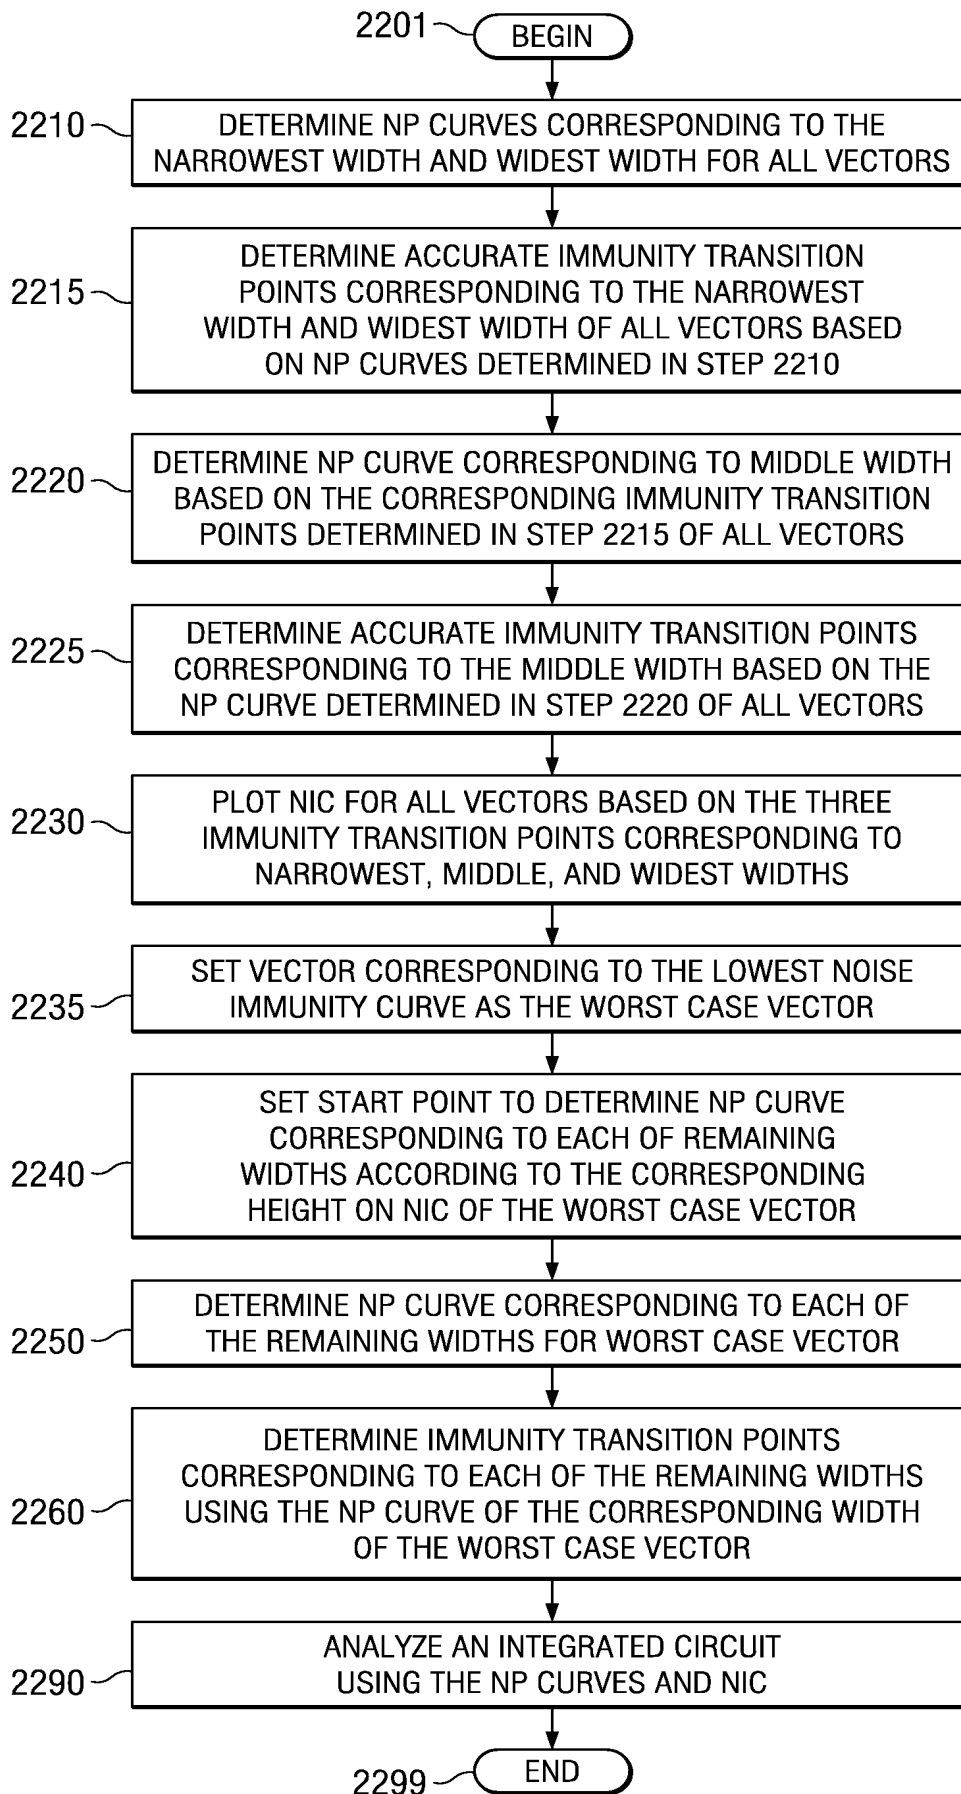 2201
BEGIN
2210
DETERMINE NP CURVES CORRESPONDING TO THE
NARROWEST WIDTH AND WIDEST WIDTH FOR ALL VECTORS
2215
DETERMINE ACCURATE IMMUNITY TRANSITION
POINTS CORRESPONDING TO THE NARROWEST
WIDTH AND WIDEST WIDTH OF ALL VECTORS BASED
ON NP CURVES DETERMINED IN STEP 2210
2220
DETERMINE NP CURVE CORRESPONDING TO MIDDLE WIDTH
BASED ON THE CORRESPONDING IMMUNITY TRANSITION
POINTS DETERMINED IN STEP 2215 OF ALL VECTORS
2225
DETERMINE ACCURATE IMMUNITY TRANSITION POINTS
CORRESPONDING TO THE MIDDLE WIDTH BASED ON THE
NP CURVE DETERMINED IN STEP 2220 OF ALL VECTORS
2230
PLOT NIC FOR ALL VECTORS BASED ON THE THREE
IMMUNITY TRANSITION POINTS CORRESPONDING TO
NARROWEST, MIDDLE, AND WIDEST WIDTHS
2235
SET VECTOR CORRESPONDING TO THE LOWEST NOISE
IMMUNITY CURVE AS THE WORST CASE VECTOR
2240
SET START POINT TO DETERMINE NP CURVE
CORRESPONDING TO EACH OF REMAINING
WIDTHS ACCORDING TO THE CORRESPONDING
HEIGHT ON NIC OF THE WORST CASE VECTOR
2250
DETERMINE NP CURVE CORRESPONDING TO EACH OF
THE REMAINING WIDTHS FOR WORST CASE VECTOR
2260
DETERMINE IMMUNITY TRANSITION POINTS
CORRESPONDING TO EACH OF THE REMAINING WIDTHS
USING THE NP CURVE OF THE CORRESPONDING WIDTH
OF THE WORST CASE VECTOR
2290
ANALYZE AN INTEGRATED CIRCUIT
USING THE NP CURVES AND NIC
2299
END